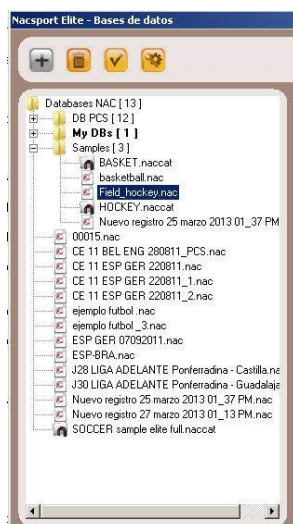 Nacsport Elite - Bases de datos
Databases NAC [ 13 ]
DB PCS [ 12 ]
My DBs [ 1 ]
Samples [ 3 ]
BASKET.naccat
basketball.nac
Field_hockey.nac
HOCKEY.naccat
Nuevo registro 25 marzo 2013 01_37 PM
00015.nac
CE 11 BEL ENG 280811_PCS.nac
CE 11 ESP GER 220811.nac
CE 11 ESP GER 220811_1.nac
CE 11 ESP GER 220811_2.nac
ejemplo futbol .nac
ejemplo futbol _3.nac
ESP GER 07092011.nac
ESP-BRA.nac
J28 LIGA ADELANTE Ponferradina - Castilla.na
J30 LIGA ADELANTE Ponferradina - Guadalaja
Nuevo registro 25 marzo 2013 01_37 PM.nac
Nuevo registro 27 marzo 2013 01_13 PM.nac
SOCCER sample elite full.naccat